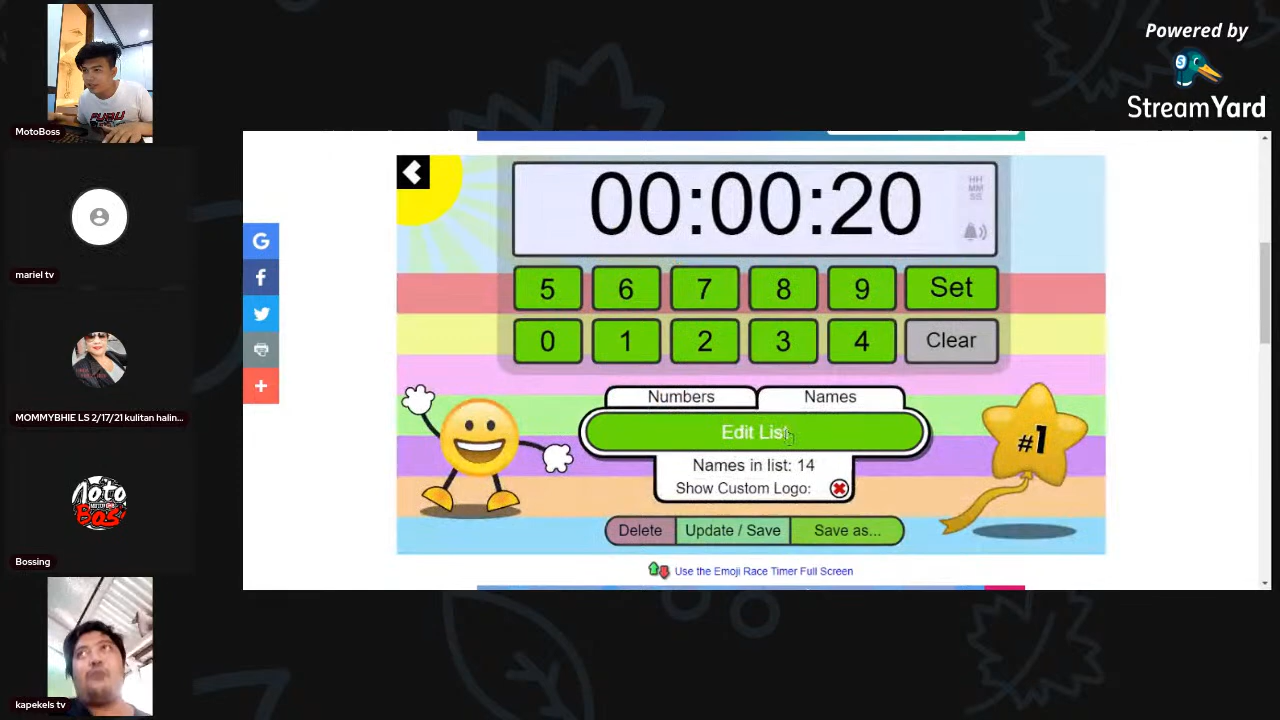 Powered by
StreamYard
MotoBoss
mariel tv
MOMMYBHIE LS 2/17/21 kulitan halin...
Bossing
kapekels tv
00:00:20
HH
MM
SS
5 6 7 8 9 Set
0 1 2 3 4 Clear
Numbers Names
Edit List
Names in list: 14
Show Custom Logo:
#1
Delete Update / Save Save as...
Use the Emoji Race Timer Full Screen